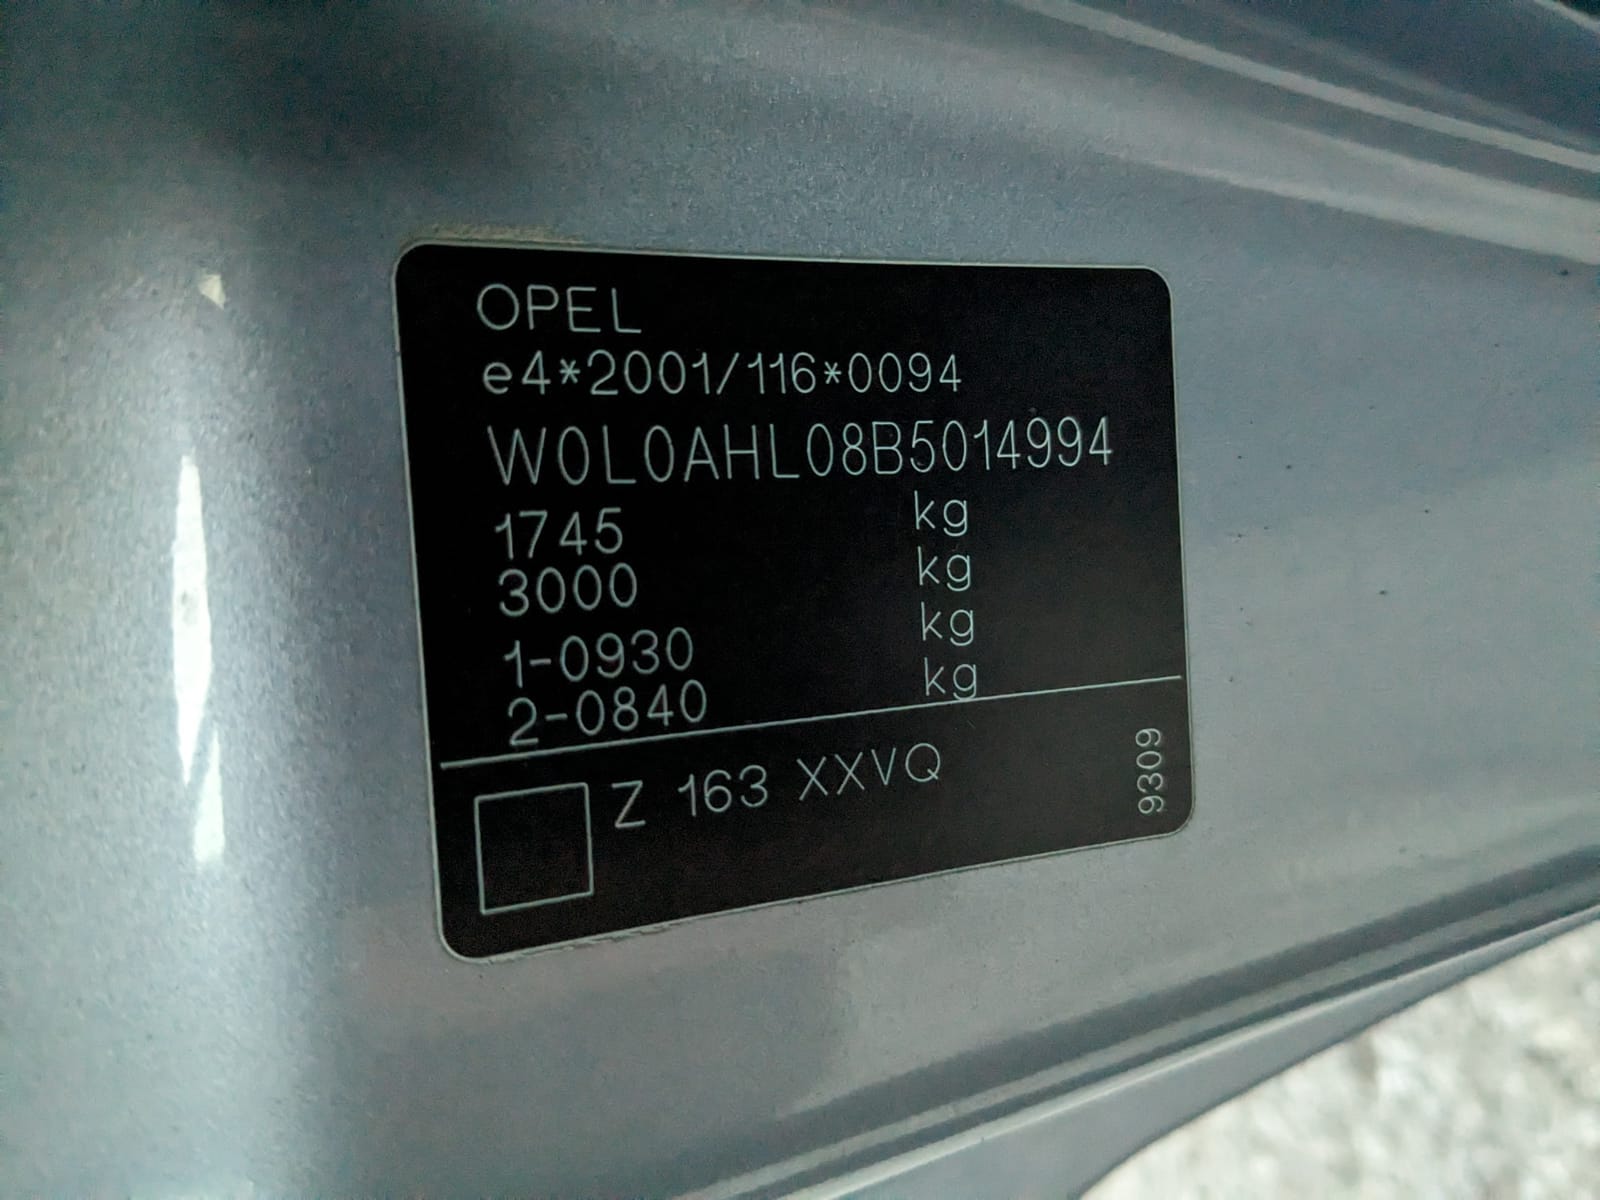 OPEL
e4*2001/116*0094
W0L0AHL08B5014994
1745 kg
3000 kg
1-0930 kg
2-0840 kg
Z 163 XXVQ
9309